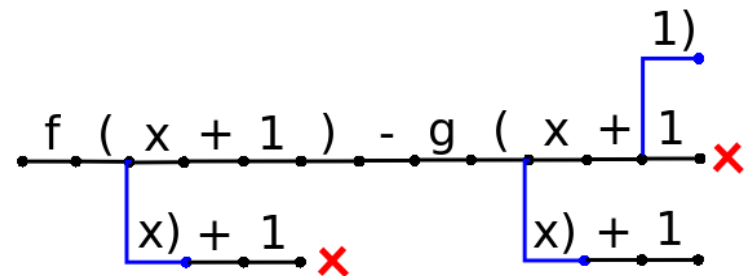 1)
f ( x + 1 ) - g ( x + 1
x) + 1 x) + 1